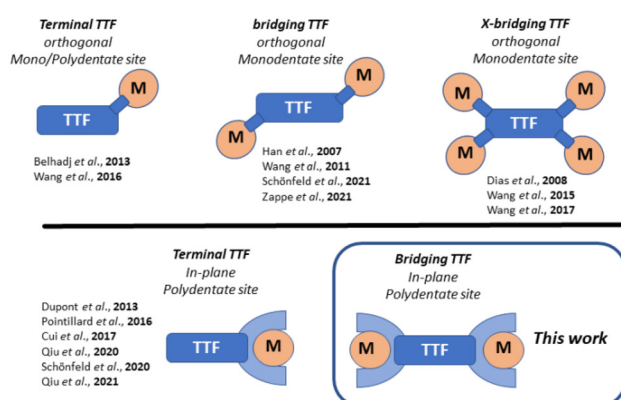 Terminal TTF
orthogonal
Mono/Polydentate site
M
TTF
Belhadj et al., 2013
Wang et al., 2016
bridging TTF
orthogonal
Monodentate site
M
TTF
M
Han et al., 2007
Wang et al., 2011
Schönfeld et al., 2021
Zappe et al., 2021
X-bridging TTF
orthogonal
Monodentate site
M
M
TTF
M
M
Dias et al., 2008
Wang et al., 2015
Wang et al., 2017
Terminal TTF
In-plane
Polydentate site
Dupont et al., 2013
Pointillard et al., 2016
Cui et al., 2017
Qiu et al., 2020
Schönfeld et al., 2020
Qiu et al., 2021
TTF
M
Bridging TTF
In-plane
Polydentate site
M
TTF
M
This work